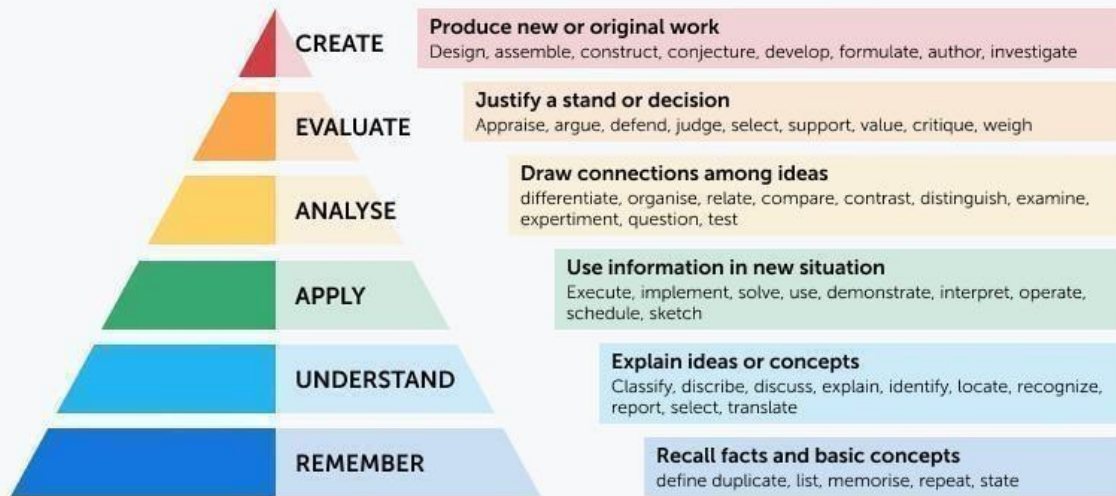 CREATE
Produce new or original work
Design, assemble, construct, conjecture, develop, formulate, author, investigate
EVALUATE
Justify a stand or decision
Appraise, argue, defend, judge, select, support, value, critique, weigh
ANALYSE
Draw connections among ideas
differentiate, organise, relate, compare, contrast, distinguish, examine,
expertiment, question, test
APPLY
Use information in new situation
Execute, implement, solve, use, demonstrate, interpret, operate,
schedule, sketch
UNDERSTAND
Explain ideas or concepts
Classify, discribe, discuss, explain, identify, locate, recognize,
report, select, translate
REMEMBER
Recall facts and basic concepts
define duplicate, list, memorise, repeat, state